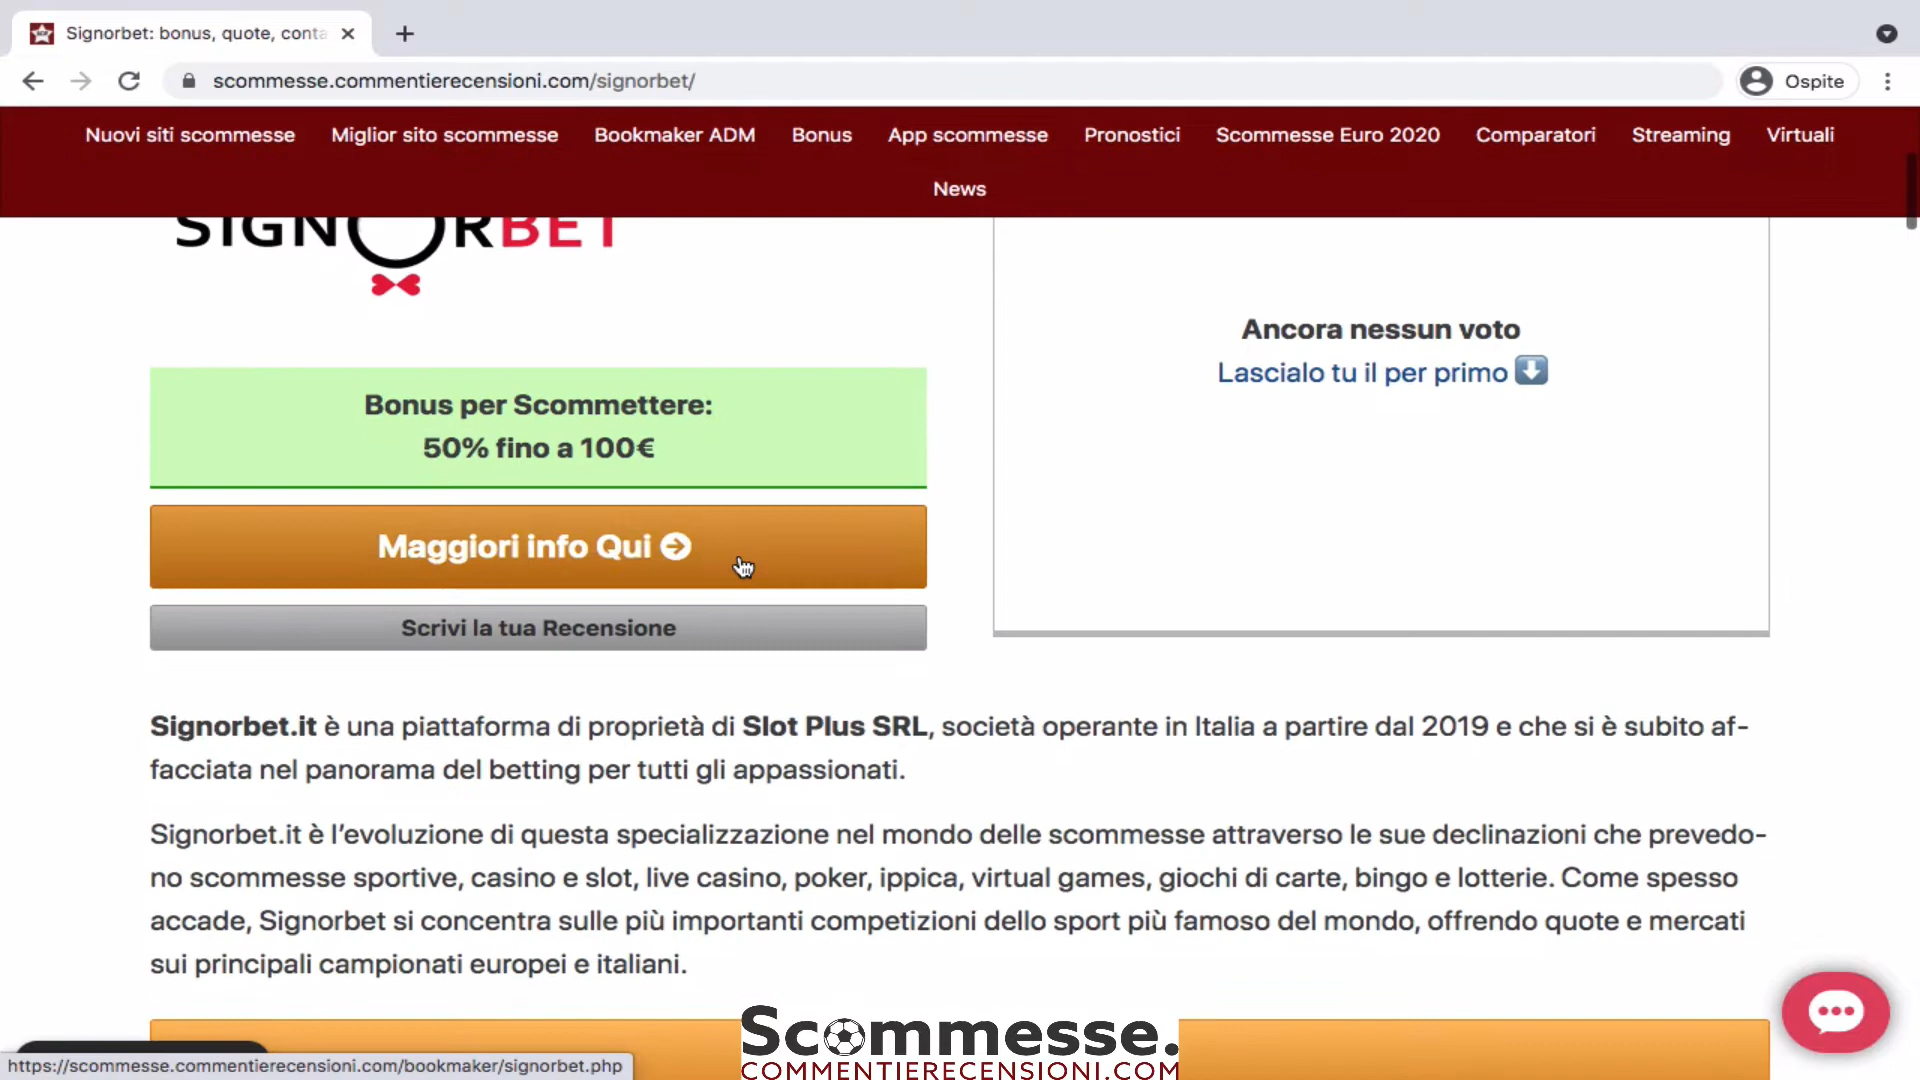 Signorbet: bonus, quote, conta
scommesse.commentierecensioni.com/signorbet/
Ospite
Nuovi siti scommesse Miglior sito scommesse Bookmaker ADM Bonus App scommesse Pronostici Scommesse Euro 2020 Comparatori Streaming Virtuali
News
SIGNORBET
Ancora nessun voto
Lascialo tu il per primo
Bonus per Scommettere:
50% fino a 100€
Maggiori info Qui
Scrivi la tua Recensione
Signorbet.it è una piattaforma di proprietà di Slot Plus SRL, società operante in Italia a partire dal 2019 e che si è subito af-
facciata nel panorama del betting per tutti gli appassionati.
Signorbet.it è l’evoluzione di questa specializzazione nel mondo delle scommesse attraverso le sue declinazioni che prevedo-
no scommesse sportive, casino e slot, live casino, poker, ippica, virtual games, giochi di carte, bingo e lotterie. Come spesso
accade, Signorbet si concentra sulle più importanti competizioni dello sport più famoso del mondo, offrendo quote e mercati
sui principali campionati europei e italiani.
Scommesse.
COMMENTIERECENSIONI.COM
https://scommesse.commentierecensioni.com/bookmaker/signorbet.php